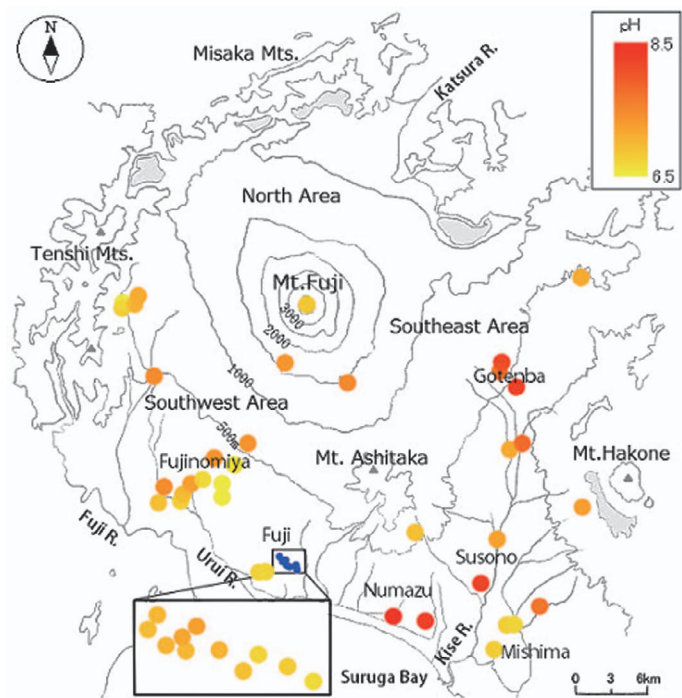 N
pH
8.5
6.5
Misaka Mts.
Katsura R.
North Area
Tenshi Mts.
Mt.Fuji
3000
2000
1000
500m
Southeast Area
Gotenba
Southwest Area
Fujinomiya
Mt. Ashitaka
Mt.Hakone
Fuji R.
Urui R.
Fuji
Susono
Numazu
Kise R.
Mishima
Suruga Bay
0 3 6km